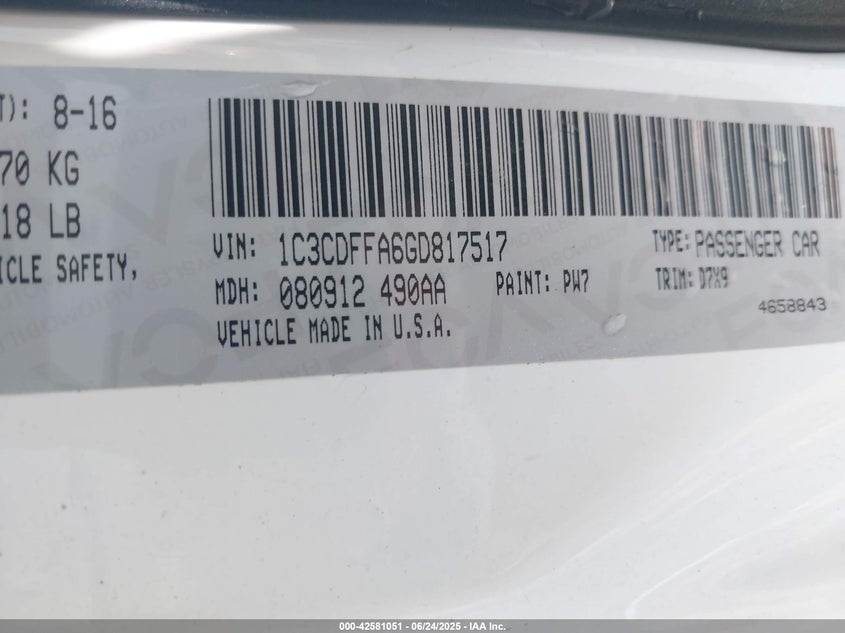 T): 8-16
70 KG
18 LB
ICLE SAFETY,
VIN: 1C3CDFFA6GD817517
TYPE: PASSENGER CAR
MDH: 080912 490AA
PAINT: PW7
TRIM: D7X9
VEHICLE MADE IN U.S.A.
4658843
000-42581051 | 06/24/2025 | IAA Inc.